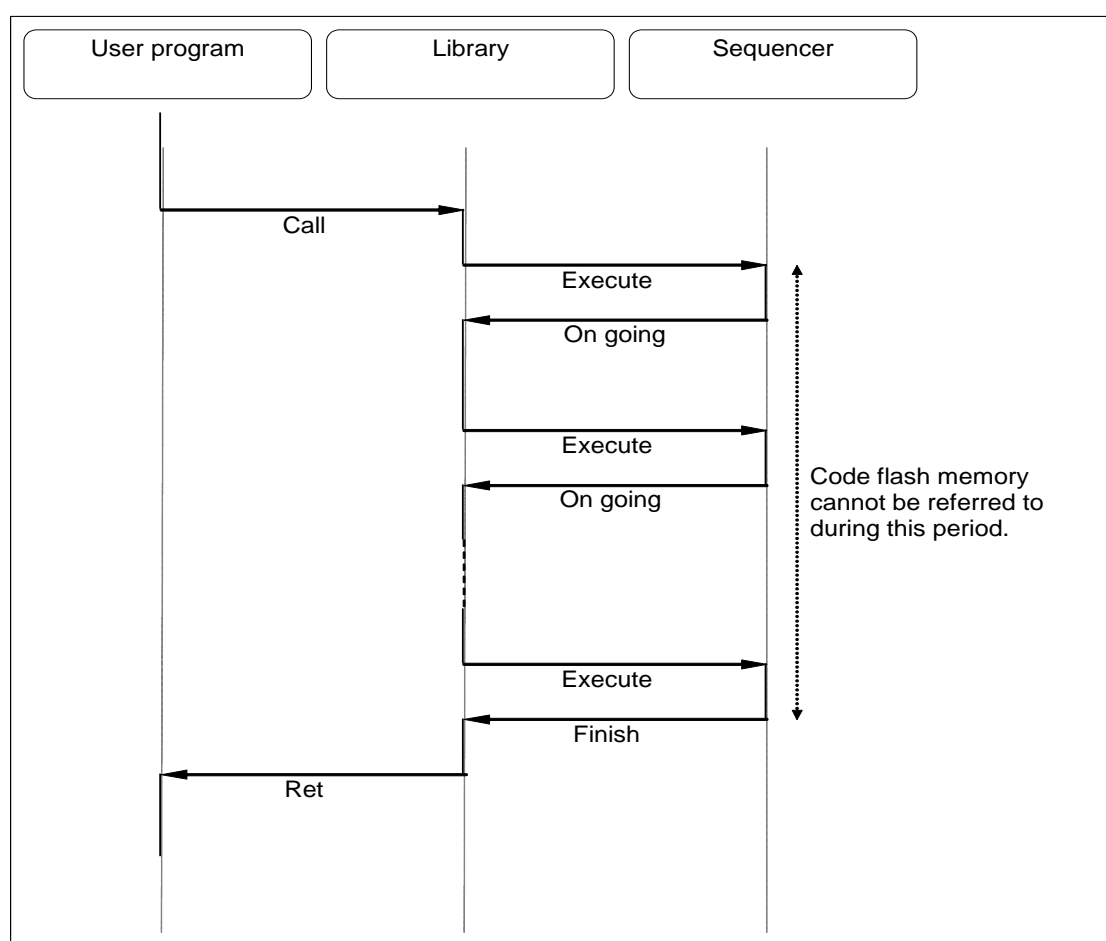 User program
Library
Sequencer
Call
Execute
On going
Execute
On going
Code flash memory
cannot be referred to
during this period.
Execute
Finish
Ret